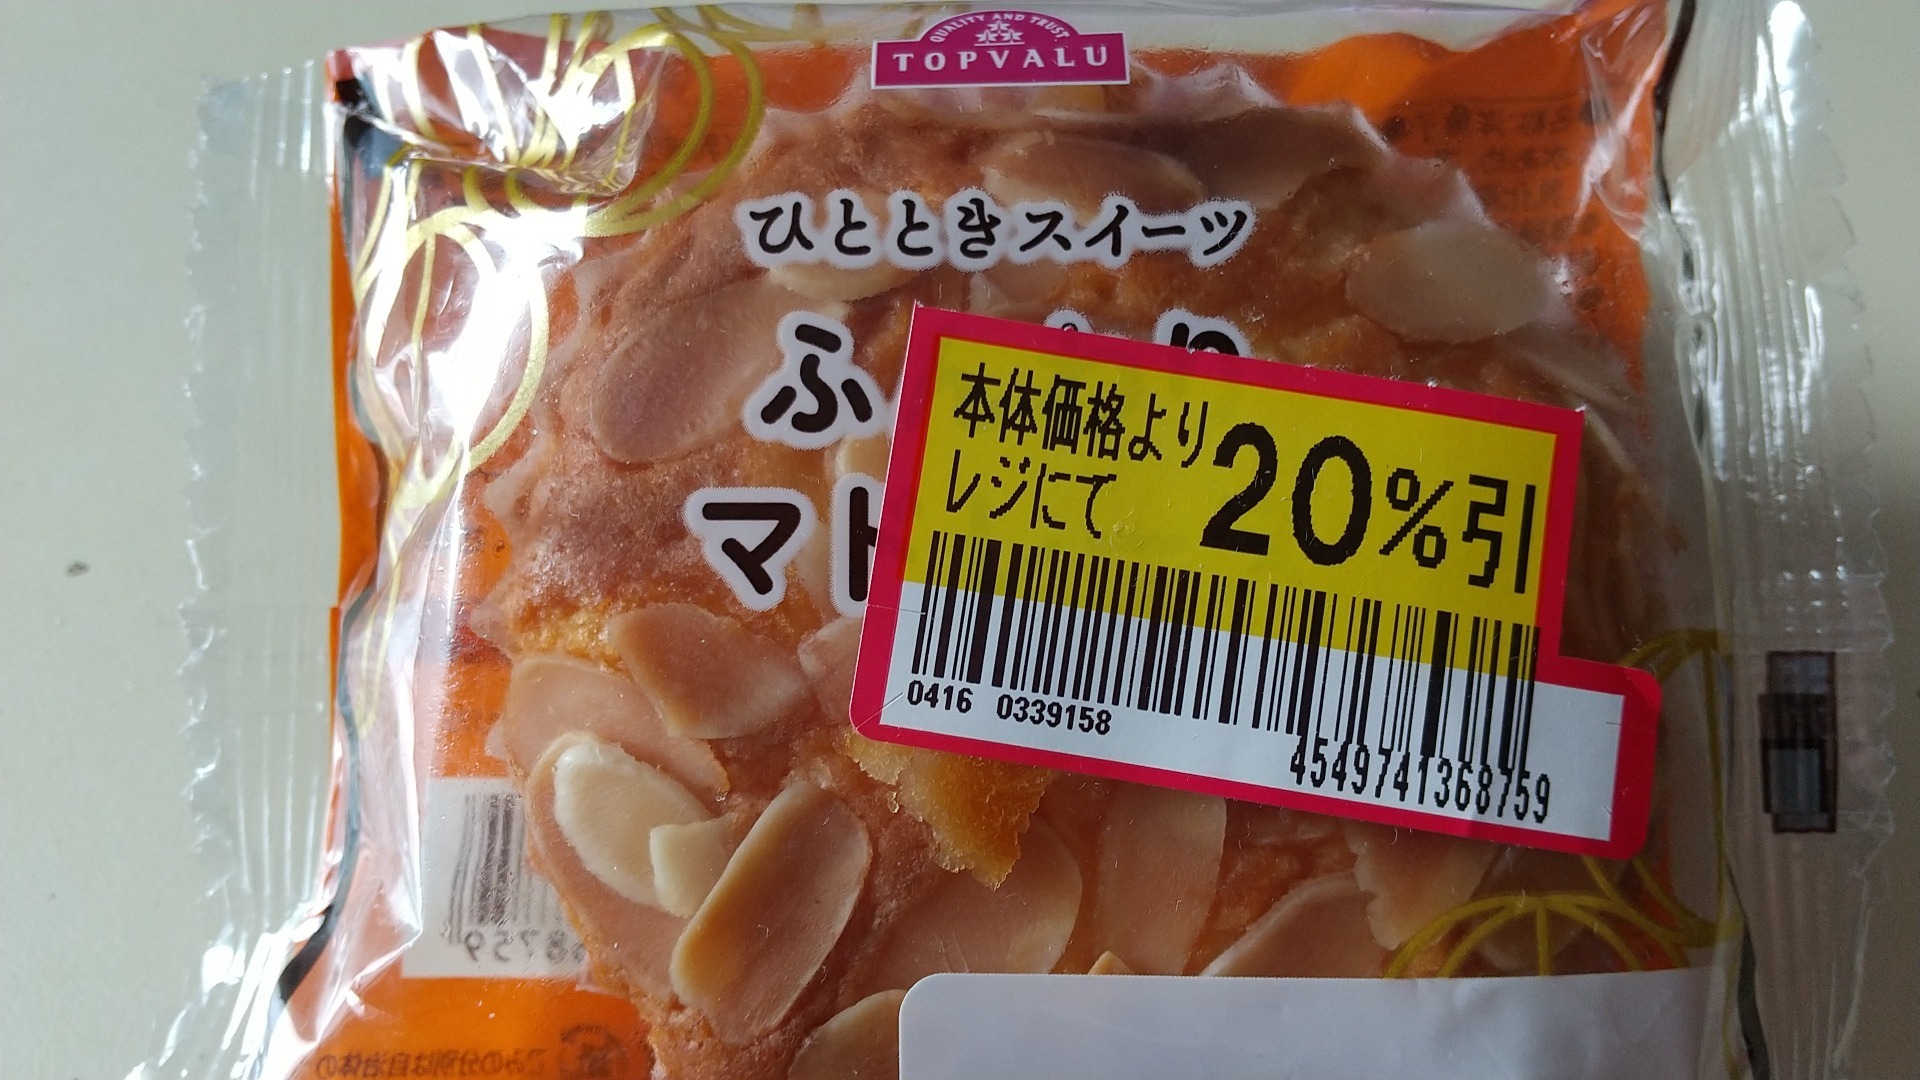 QUALITY AND TRUST
TOPVALU
ひとときスイーツ
ふ
マ
本体価格より
レジにて
20%引
0416 0339158
4549741368759